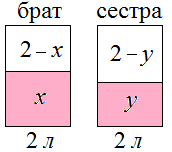 брат сестра
2 – x 2 – y
x y
2 л 2 л